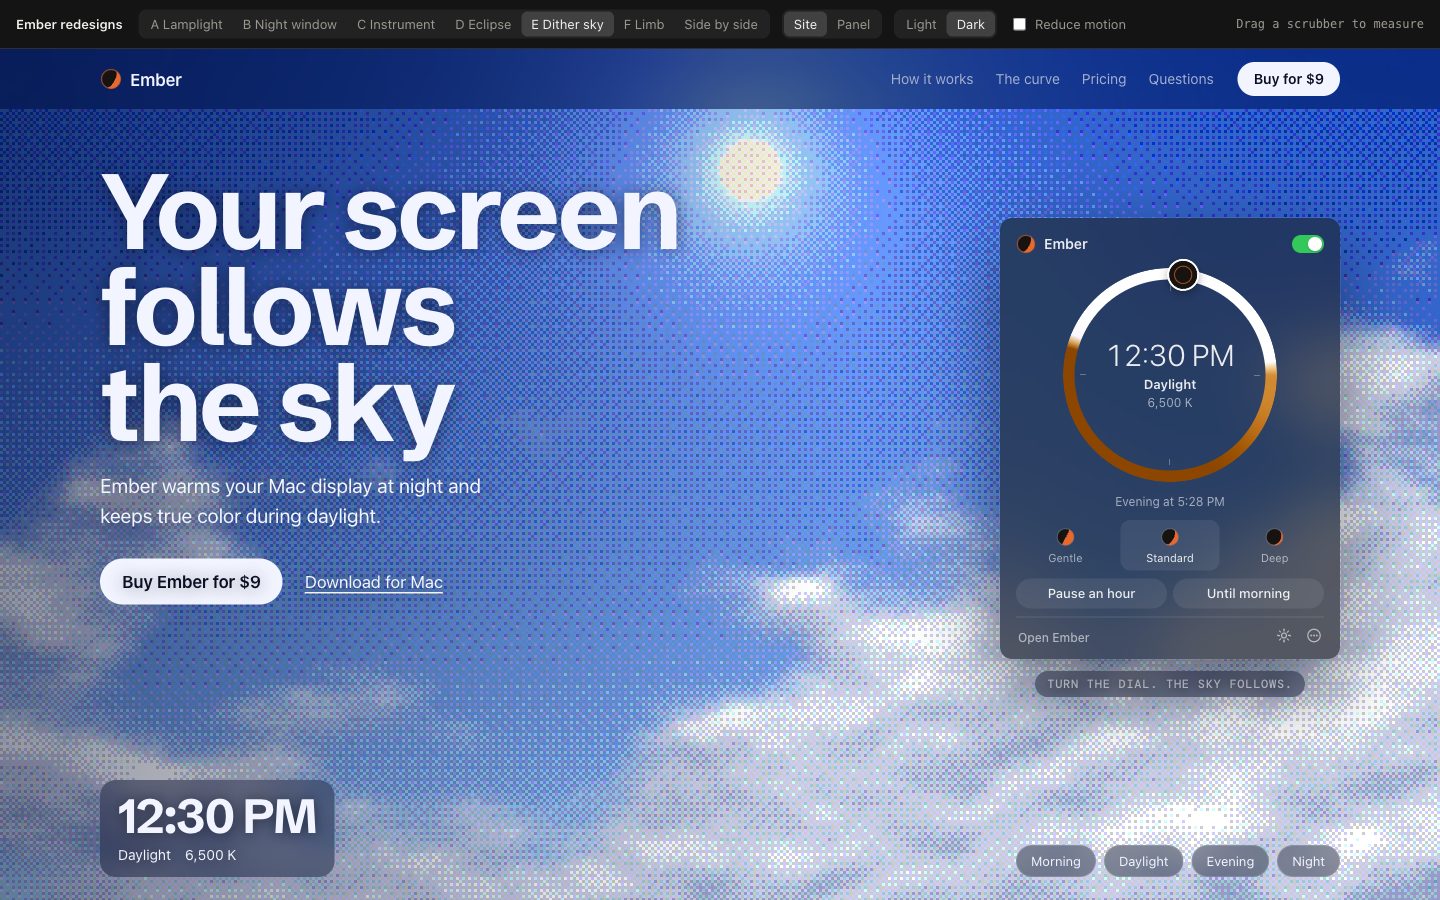 Ember redesigns
A Lamplight
B Night window
C Instrument
D Eclipse
E Dither sky
F Limb
Side by side
Site
Panel
Light
Dark
Reduce motion
Drag a scrubber to measure
Ember
How it works
The curve
Pricing
Questions
Buy for $9
Your screen
follows
the sky
Ember warms your Mac display at night and
keeps true color during daylight.
Buy Ember for $9
Download for Mac
12:30 PM
Daylight 6,500 K
Ember
12:30 PM
Daylight
6,500 K
Evening at 5:28 PM
Gentle
Standard
Deep
Pause an hour
Until morning
Open Ember
TURN THE DIAL. THE SKY FOLLOWS.
Morning
Daylight
Evening
Night